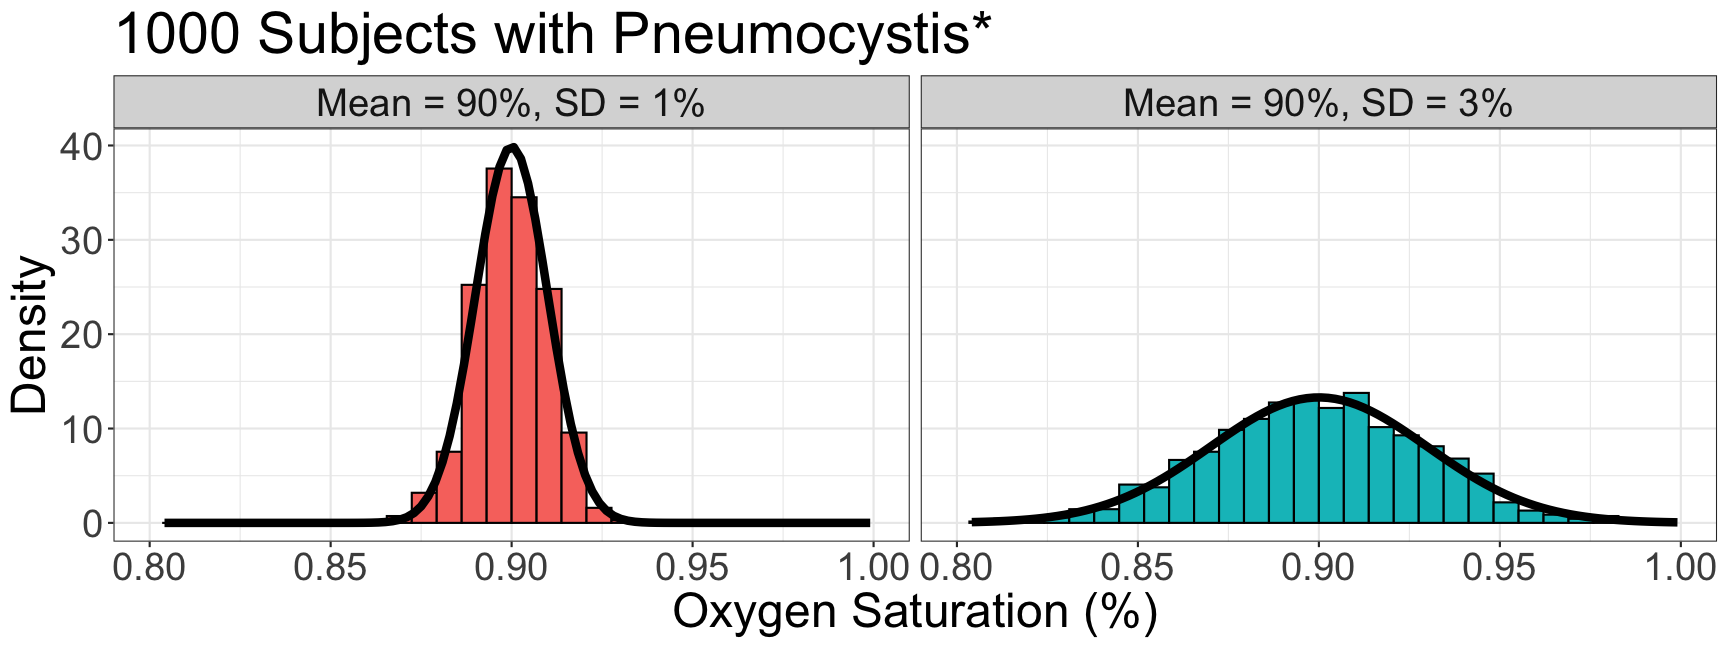 1000 Subjects with Pneumocystis*
Mean = 90%, SD = 1%
Mean = 90%, SD = 3%
Density
40
30
20
10
0
0.80 0.85 0.90 0.95 1.00
0.80 0.85 0.90 0.95 1.00
Oxygen Saturation (%)